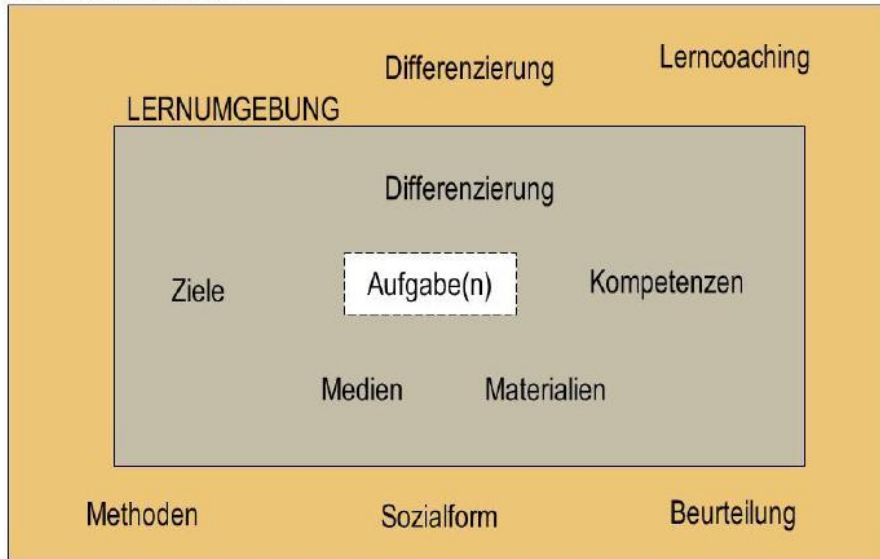 Differenzierung
Lerncoaching
LERNUMGEBUNG
Differenzierung
Ziele
Aufgabe(n)
Kompetenzen
Medien
Materialien
Methoden
Sozialform
Beurteilung